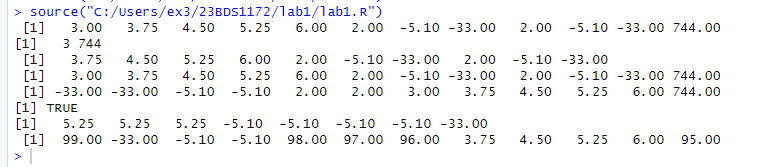 > source("C:/Users/ex3/23BDS1172/lab1/lab1.R")
[1] 3.00 3.75 4.50 5.25 6.00 2.00 -5.10 -33.00 2.00 -5.10 -33.00 744.00
[1] 3 744
[1] 3.75 4.50 5.25 6.00 2.00 -5.10 -33.00 2.00 -5.10 -33.00
[1] 3.00 3.75 4.50 5.25 6.00 2.00 -5.10 -33.00 2.00 -5.10 -33.00 744.00
[1] -33.00 -33.00 -5.10 -5.10 2.00 2.00 3.00 3.75 4.50 5.25 6.00 744.00
[1] TRUE
[1] 5.25 5.25 5.25 -5.10 -5.10 -5.10 -5.10 -33.00
[1] 99.00 -33.00 -5.10 -5.10 98.00 97.00 96.00 3.75 4.50 5.25 6.00 95.00
>